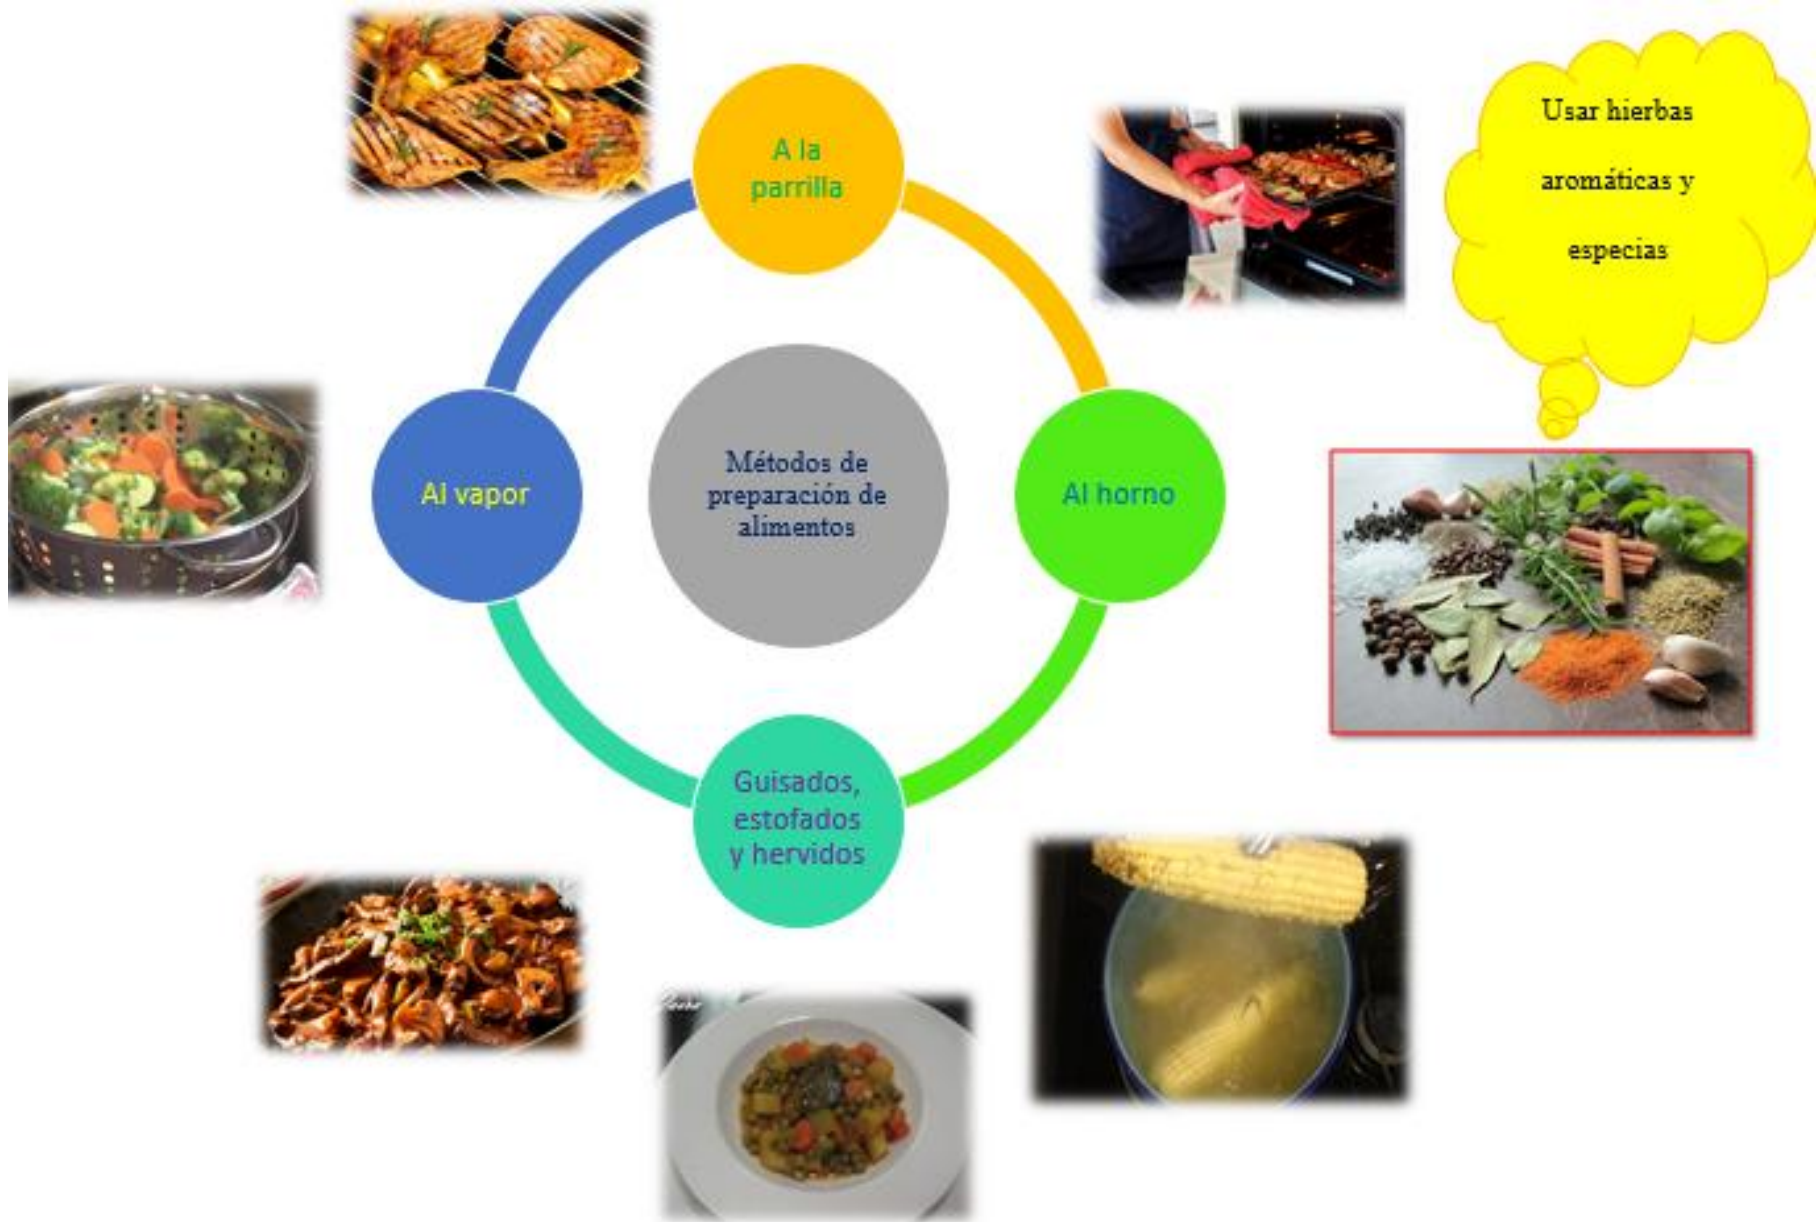 A la
parrilla
Usar hierbas
aromáticas y
especias
Al vapor
Métodos de
preparación de
alimentos
Al horno
Guisados,
estofados
y hervidos